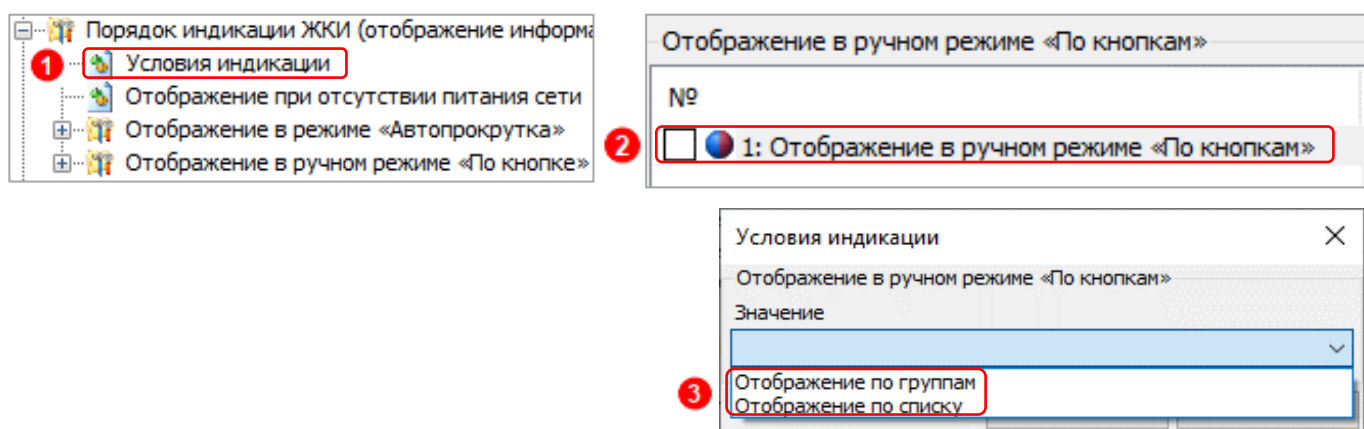 Порядок индикации ЖКИ (отображение информа
1 Условия индикации
Отображение при отсутствии питания сети
Отображение в режиме «Автопрокрутка»
Отображение в ручном режиме «По кнопке»
Отображение в ручном режиме «По кнопкам»
№
2 1: Отображение в ручном режиме «По кнопкам»
Условия индикации
Отображение в ручном режиме «По кнопкам»
Значение
3 Отображение по группам
Отображение по списку